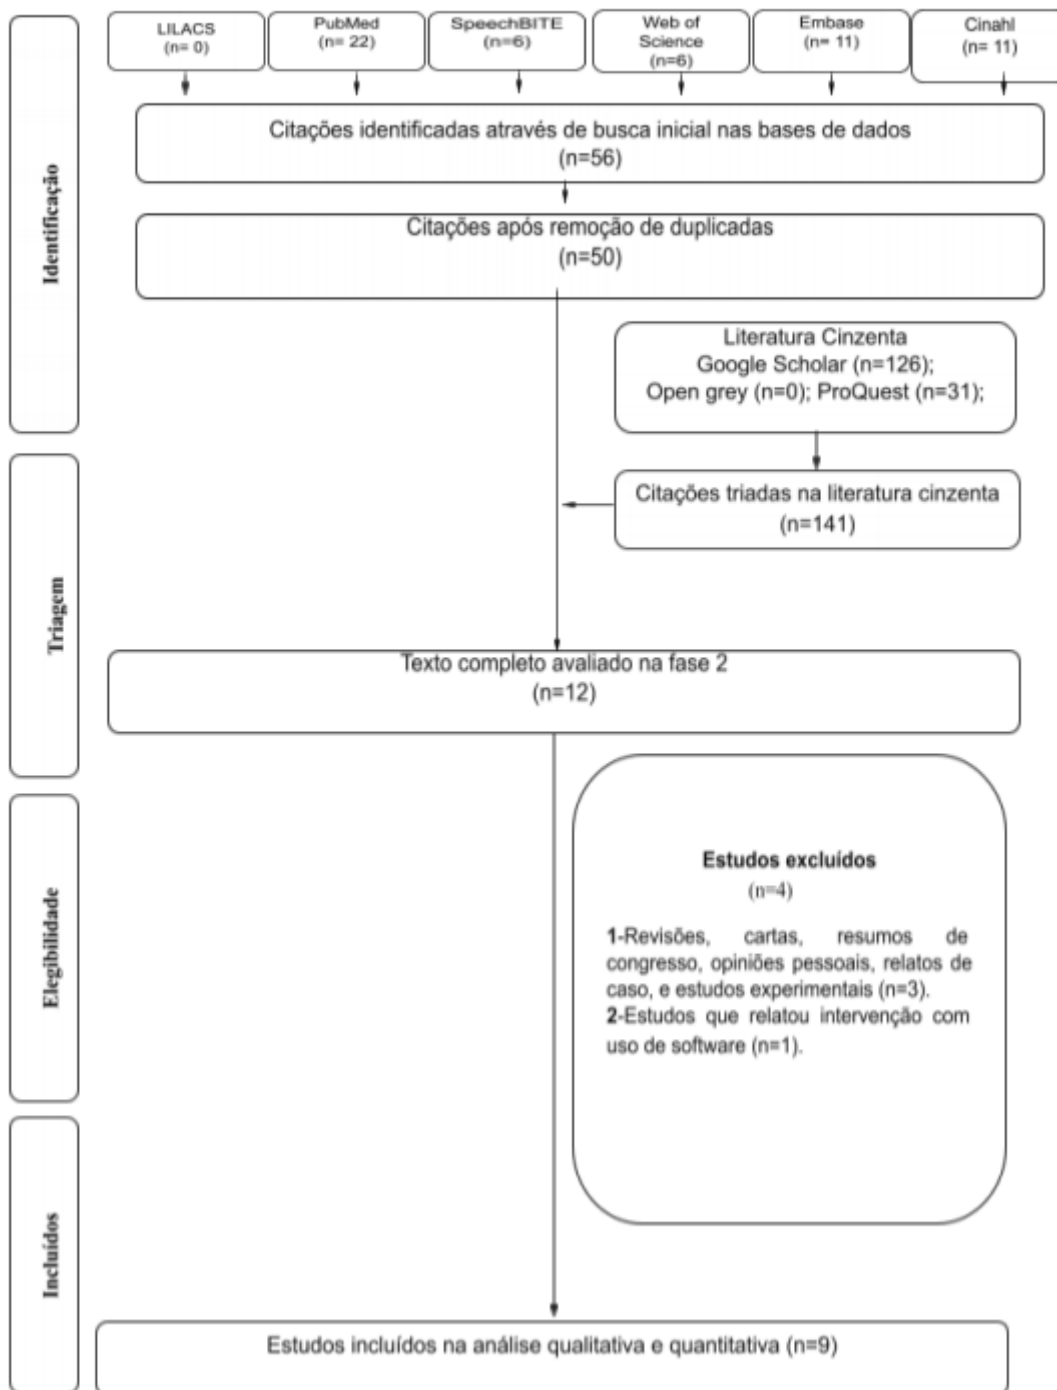 LILACS
(n= 0)
PubMed
(n= 22)
SpeechBITE
(n=6)
Web of
Science
(n=6)
Embase
(n= 11)
Cinahl
(n= 11)
Identificação
Citações identificadas através de busca inicial nas bases de dados
(n=56)
Citações após remoção de duplicadas
(n=50)
Literatura Cinzenta
Google Scholar (n=126);
Open grey (n=0); ProQuest (n=31);
Triagem
Citações triadas na literatura cinzenta
(n=141)
Texto completo avaliado na fase 2
(n=12)
Elegibilidade
Estudos excluídos
(n=4)
1-Revisões, cartas, resumos de
congresso, opiniões pessoais, relatos de
caso, e estudos experimentais (n=3).
2-Estudos que relatou intervenção com
uso de software (n=1).
Incluídos
Estudos incluídos na análise qualitativa e quantitativa (n=9)